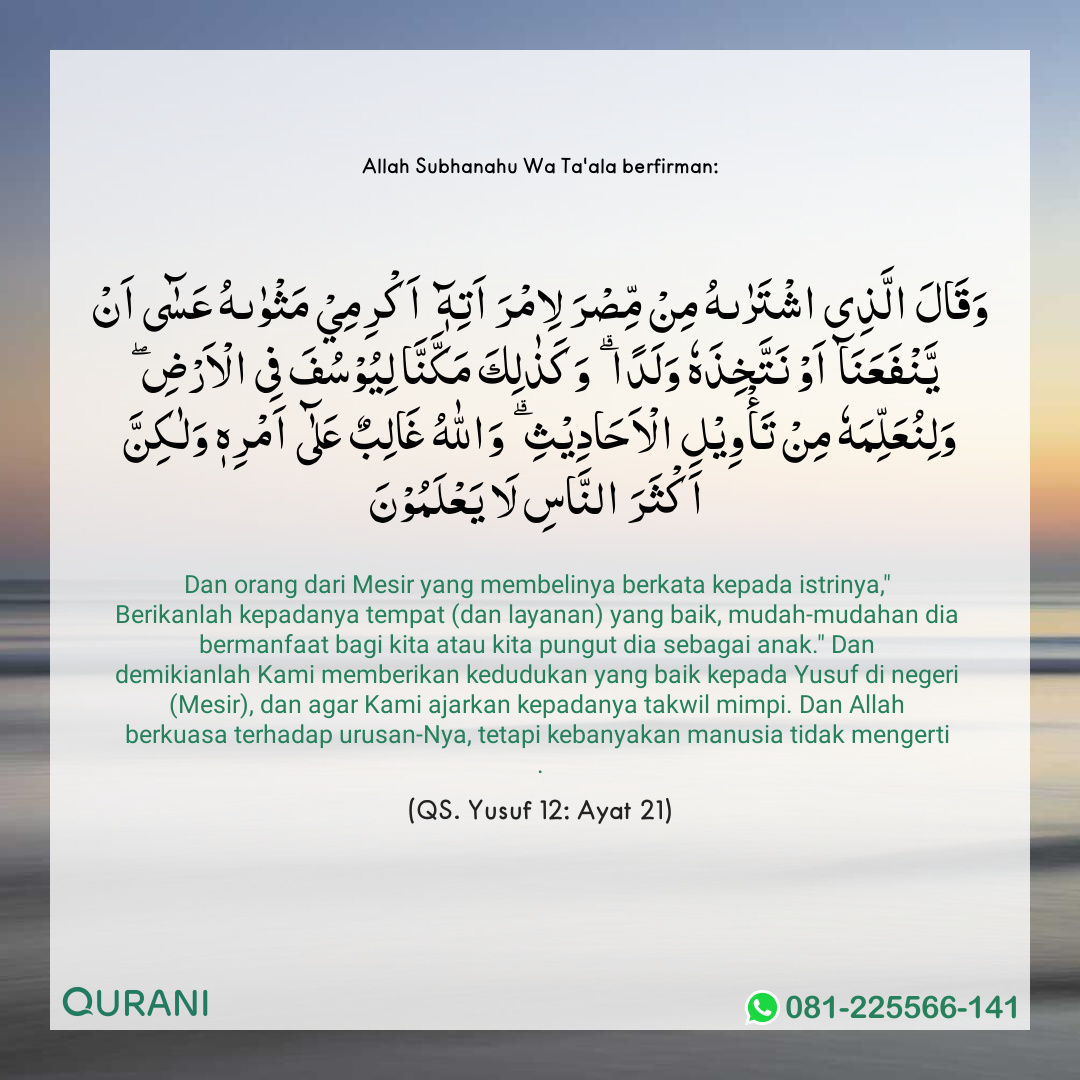 Allah Subhanahu Wa Ta'ala berfirman:
وَقَالَ الَّذِى اشْتَرٰٮهُ مِنْ مِّصْرَ لِامْرَ اَتِهٖۤ اَكْرِمِيْ مَثْوٰٮهُ عَسٰٓى اَنْ
يَّنْفَعَنَاۤ اَوْ نَـتَّخِذَهٗ وَلَدًا ۗ وَكَذٰلِكَ مَكَّنَّا لِيُوْسُفَ فِى الْاَرْضِ ۖ
وَلِنُعَلِّمَهٗ مِنْ تَأْوِيْلِ الْاَحَادِيْثِ ۗ وَاللّٰهُ غَالِبٌ عَلٰٓى اَمْرِهٖ وَلٰـكِنَّ
اَكْثَرَ النَّاسِ لَا يَعْلَمُوْنَ
Dan orang dari Mesir yang membelinya berkata kepada istrinya,"
Berikanlah kepadanya tempat (dan layanan) yang baik, mudah-mudahan dia
bermanfaat bagi kita atau kita pungut dia sebagai anak." Dan
demikianlah Kami memberikan kedudukan yang baik kepada Yusuf di negeri
(Mesir), dan agar Kami ajarkan kepadanya takwil mimpi. Dan Allah
berkuasa terhadap urusan-Nya, tetapi kebanyakan manusia tidak mengerti
.
(QS. Yusuf 12: Ayat 21)
QURANI
081-225566-141